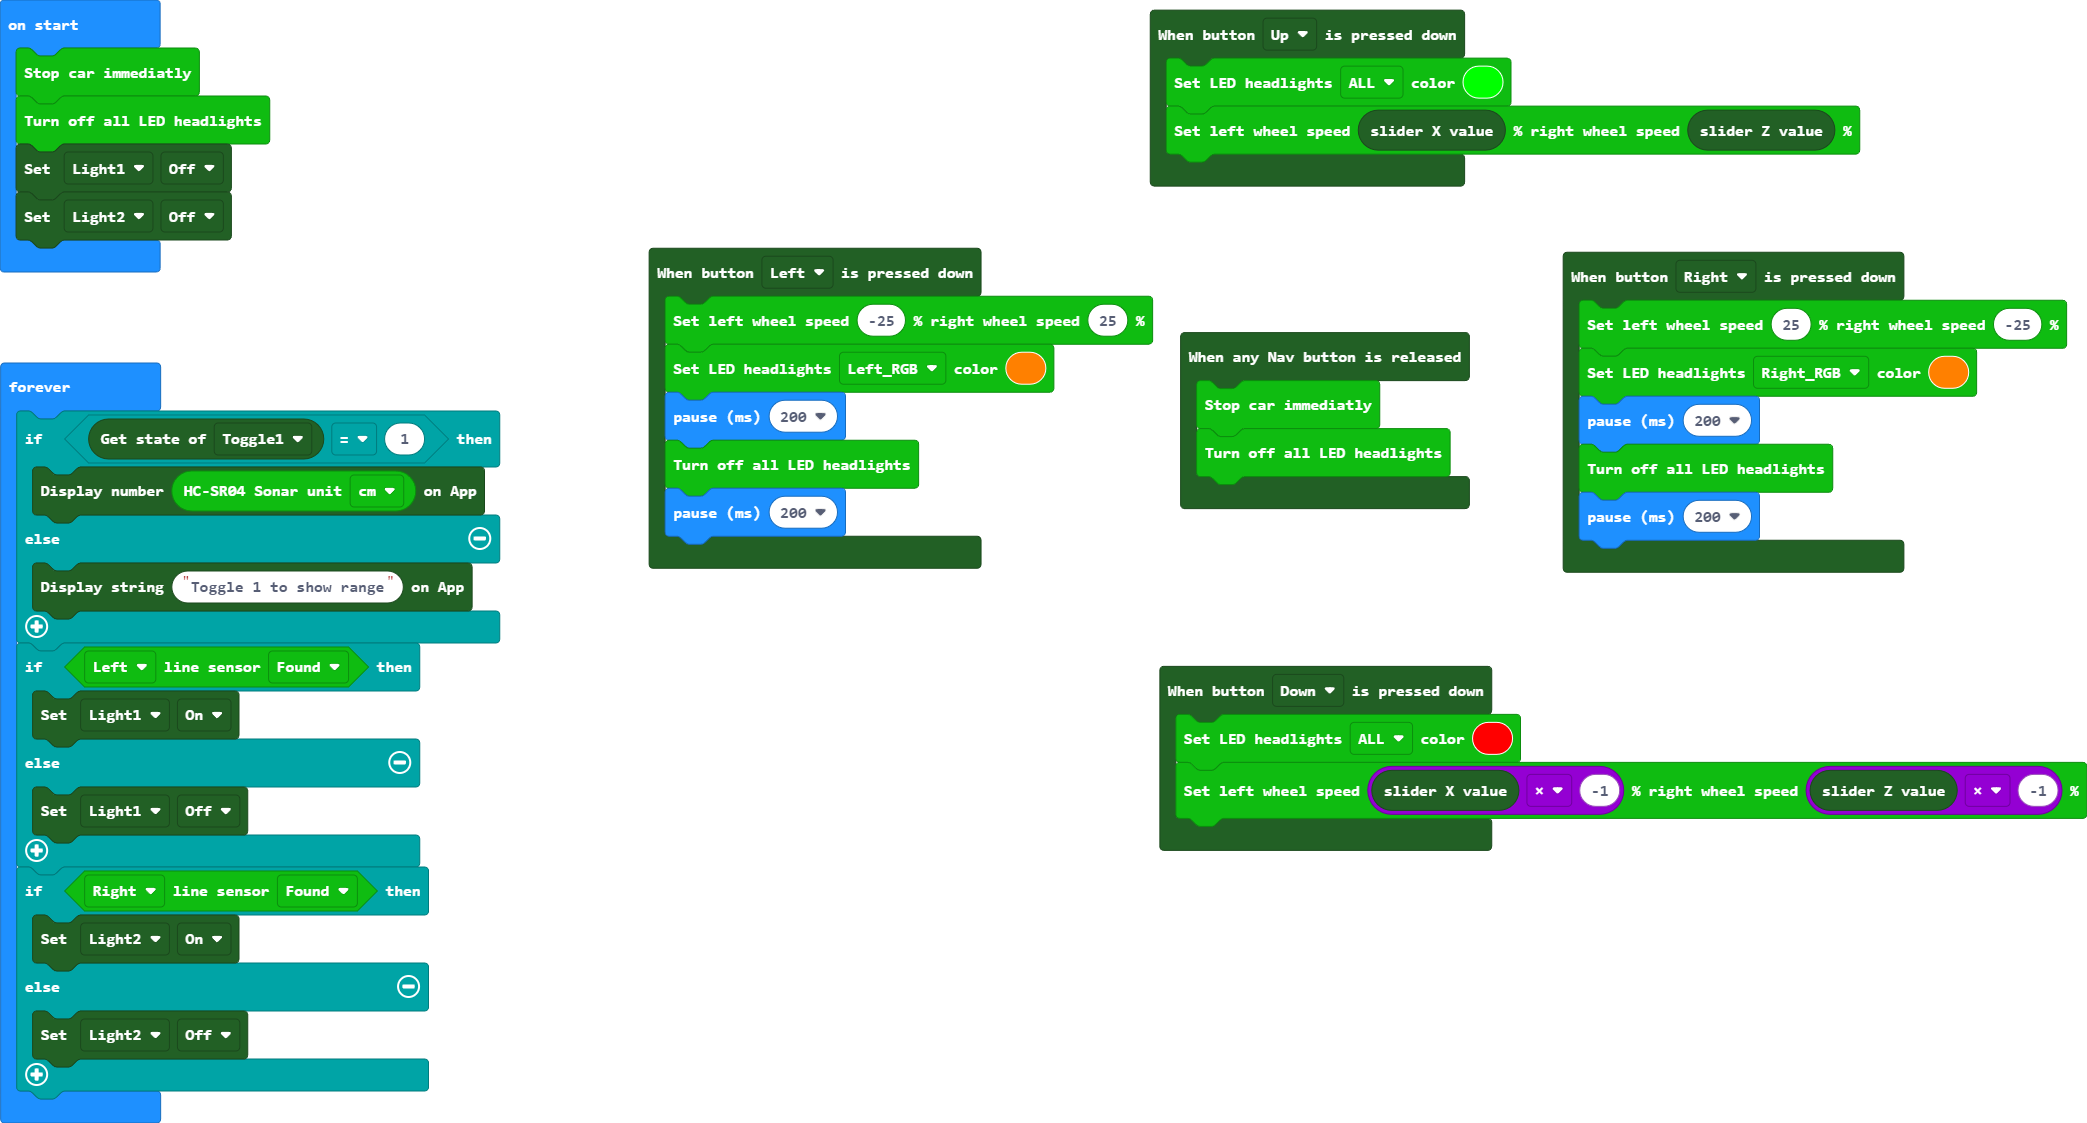 on start
Stop car immediatly
Turn off all LED headlights
Set Light1 Off
Set Light2 Off
forever
if Get state of Toggle1 = 1 then
Display number HC-SR04 Sonar unit cm on App
else
Display string "Toggle 1 to show range" on App
if Left line sensor Found then
Set Light1 On
else
Set Light1 Off
if Right line sensor Found then
Set Light2 On
else
Set Light2 Off
When button Left is pressed down
Set left wheel speed -25 % right wheel speed 25 %
Set LED headlights Left_RGB color
pause (ms) 200
Turn off all LED headlights
pause (ms) 200
When button Up is pressed down
Set LED headlights ALL color
Set left wheel speed slider X value % right wheel speed slider Z value %
When any Nav button is released
Stop car immediatly
Turn off all LED headlights
When button Right is pressed down
Set left wheel speed 25 % right wheel speed -25 %
Set LED headlights Right_RGB color
pause (ms) 200
Turn off all LED headlights
pause (ms) 200
When button Down is pressed down
Set LED headlights ALL color
Set left wheel speed slider X value × -1 % right wheel speed slider Z value × -1 %